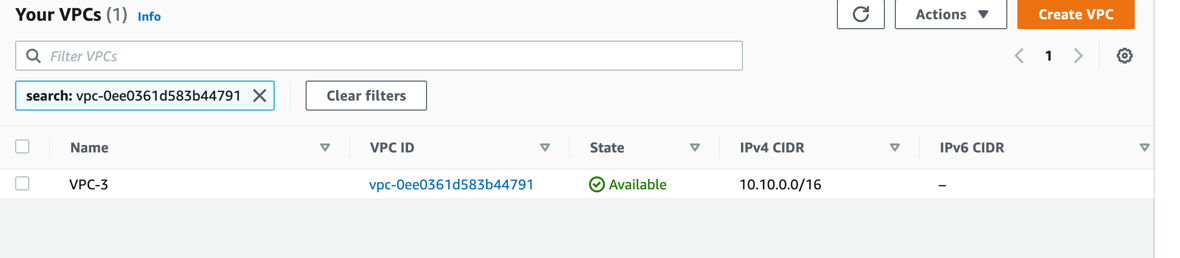 Your VPCs (1) Info
Actions
Create VPC
Filter VPCs
1
search: vpc-0ee0361d583b44791
Clear filters
Name VPC ID State IPv4 CIDR IPv6 CIDR
VPC-3 vpc-0ee0361d583b44791 Available 10.10.0.0/16 –